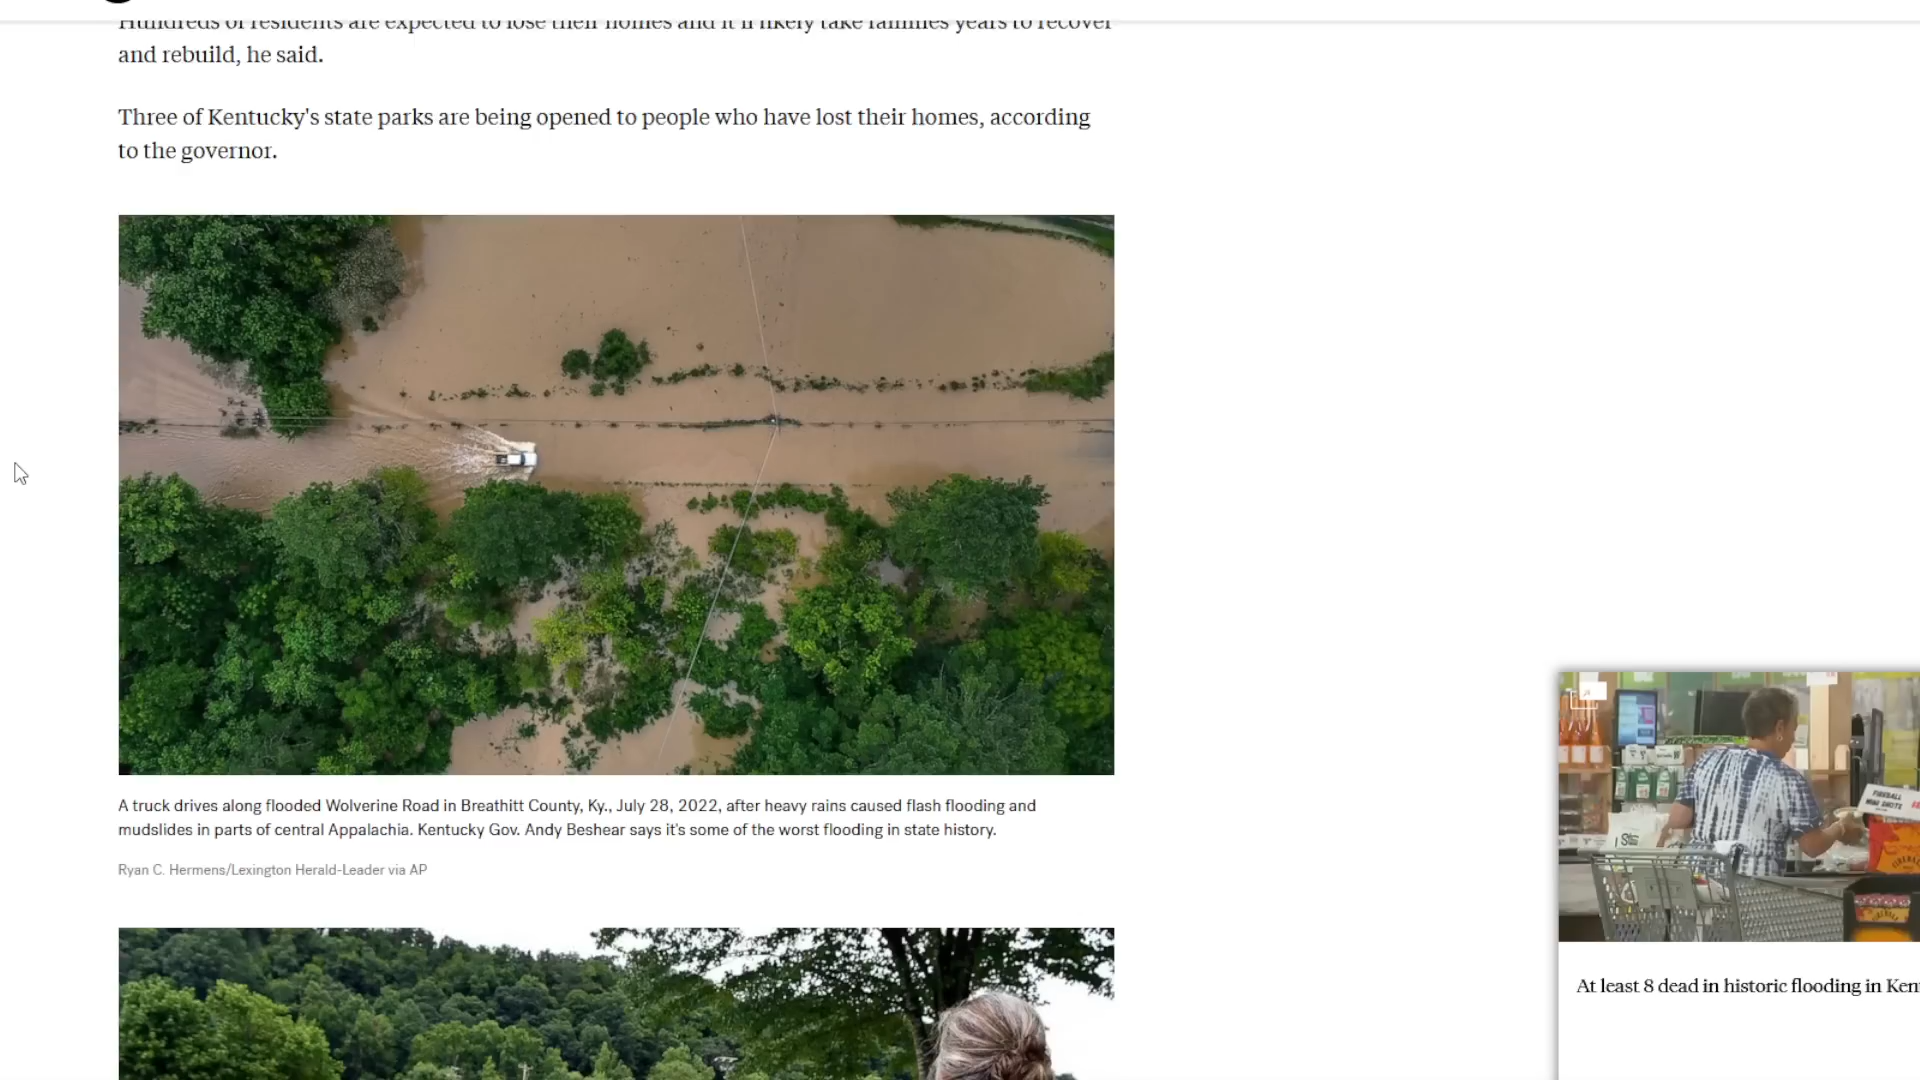 Hundreds of residents are expected to lose their homes and it'll likely take families years to recover
and rebuild, he said.
Three of Kentucky's state parks are being opened to people who have lost their homes, according
to the governor.
A truck drives along flooded Wolverine Road in Breathitt County, Ky., July 28, 2022, after heavy rains caused flash flooding and
mudslides in parts of central Appalachia. Kentucky Gov. Andy Beshear says it's some of the worst flooding in state history.
Ryan C. Hermens/Lexington Herald-Leader via AP
FIREBALL
MINI SHOTS
At least 8 dead in historic flooding in Ken